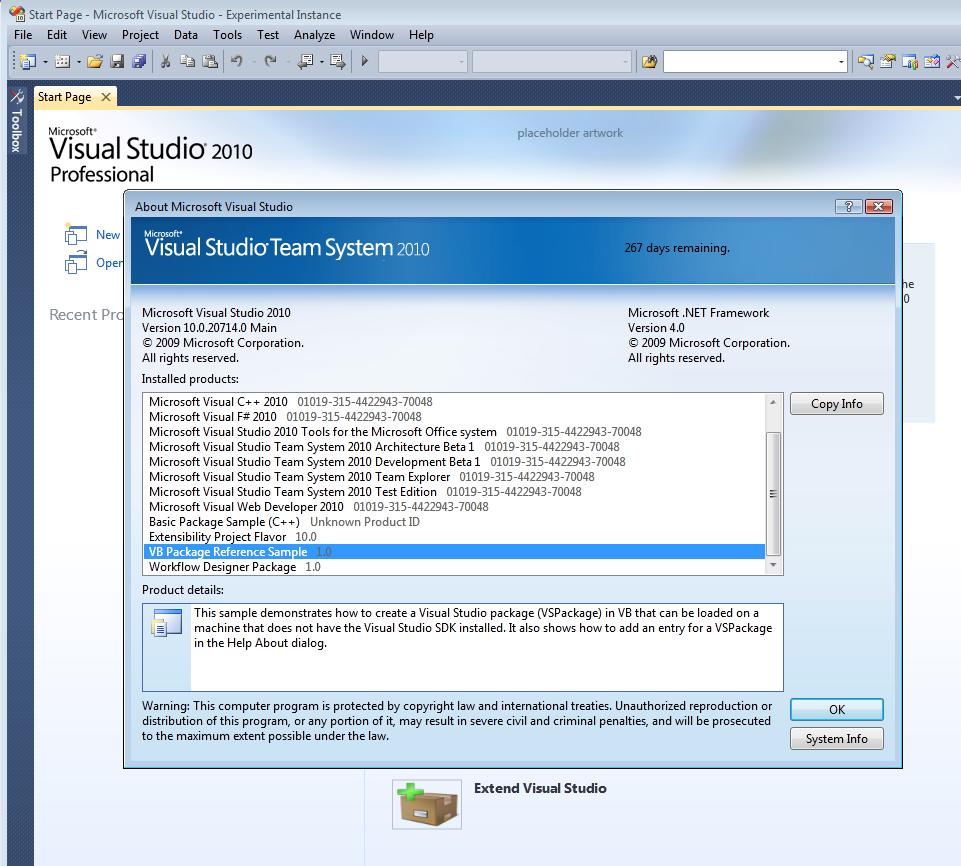 Start Page - Microsoft Visual Studio - Experimental Instance
File Edit View Project Data Tools Test Analyze Window Help
Start Page
Toolbox
Microsoft®
Visual Studio® 2010
Professional
placeholder artwork
New
Open
Recent Pro
About Microsoft Visual Studio
Microsoft®
Visual Studio® Team System 2010
267 days remaining.
Microsoft Visual Studio 2010
Version 10.0.20714.0 Main
© 2009 Microsoft Corporation.
All rights reserved.
Microsoft .NET Framework
Version 4.0
© 2009 Microsoft Corporation.
All rights reserved.
Installed products:
Microsoft Visual C++ 2010 01019-315-4422943-70048
Microsoft Visual F# 2010 01019-315-4422943-70048
Microsoft Visual Studio 2010 Tools for the Microsoft Office system 01019-315-4422943-70048
Microsoft Visual Studio Team System 2010 Architecture Beta 1 01019-315-4422943-70048
Microsoft Visual Studio Team System 2010 Development Beta 1 01019-315-4422943-70048
Microsoft Visual Studio Team System 2010 Team Explorer 01019-315-4422943-70048
Microsoft Visual Studio Team System 2010 Test Edition 01019-315-4422943-70048
Microsoft Visual Web Developer 2010 01019-315-4422943-70048
Basic Package Sample (C++) Unknown Product ID
Extensibility Project Flavor 10.0
VB Package Reference Sample 1.0
Workflow Designer Package 1.0
Copy Info
Product details:
This sample demonstrates how to create a Visual Studio package (VSPackage) in VB that can be loaded on a
machine that does not have the Visual Studio SDK installed. It also shows how to add an entry for a VSPackage
in the Help About dialog.
Warning: This computer program is protected by copyright law and international treaties. Unauthorized reproduction or
distribution of this program, or any portion of it, may result in severe civil and criminal penalties, and will be prosecuted
to the maximum extent possible under the law.
OK
System Info
Extend Visual Studio